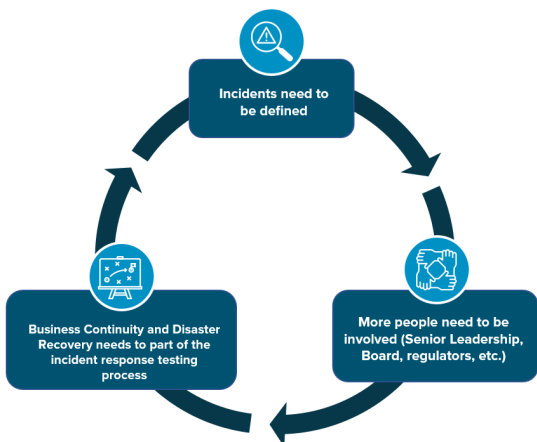 Incidents need to
be defined
More people need to be
involved (Senior Leadership,
Board, regulators, etc.)
Business Continuity and Disaster
Recovery needs to part of the
incident response testing
process